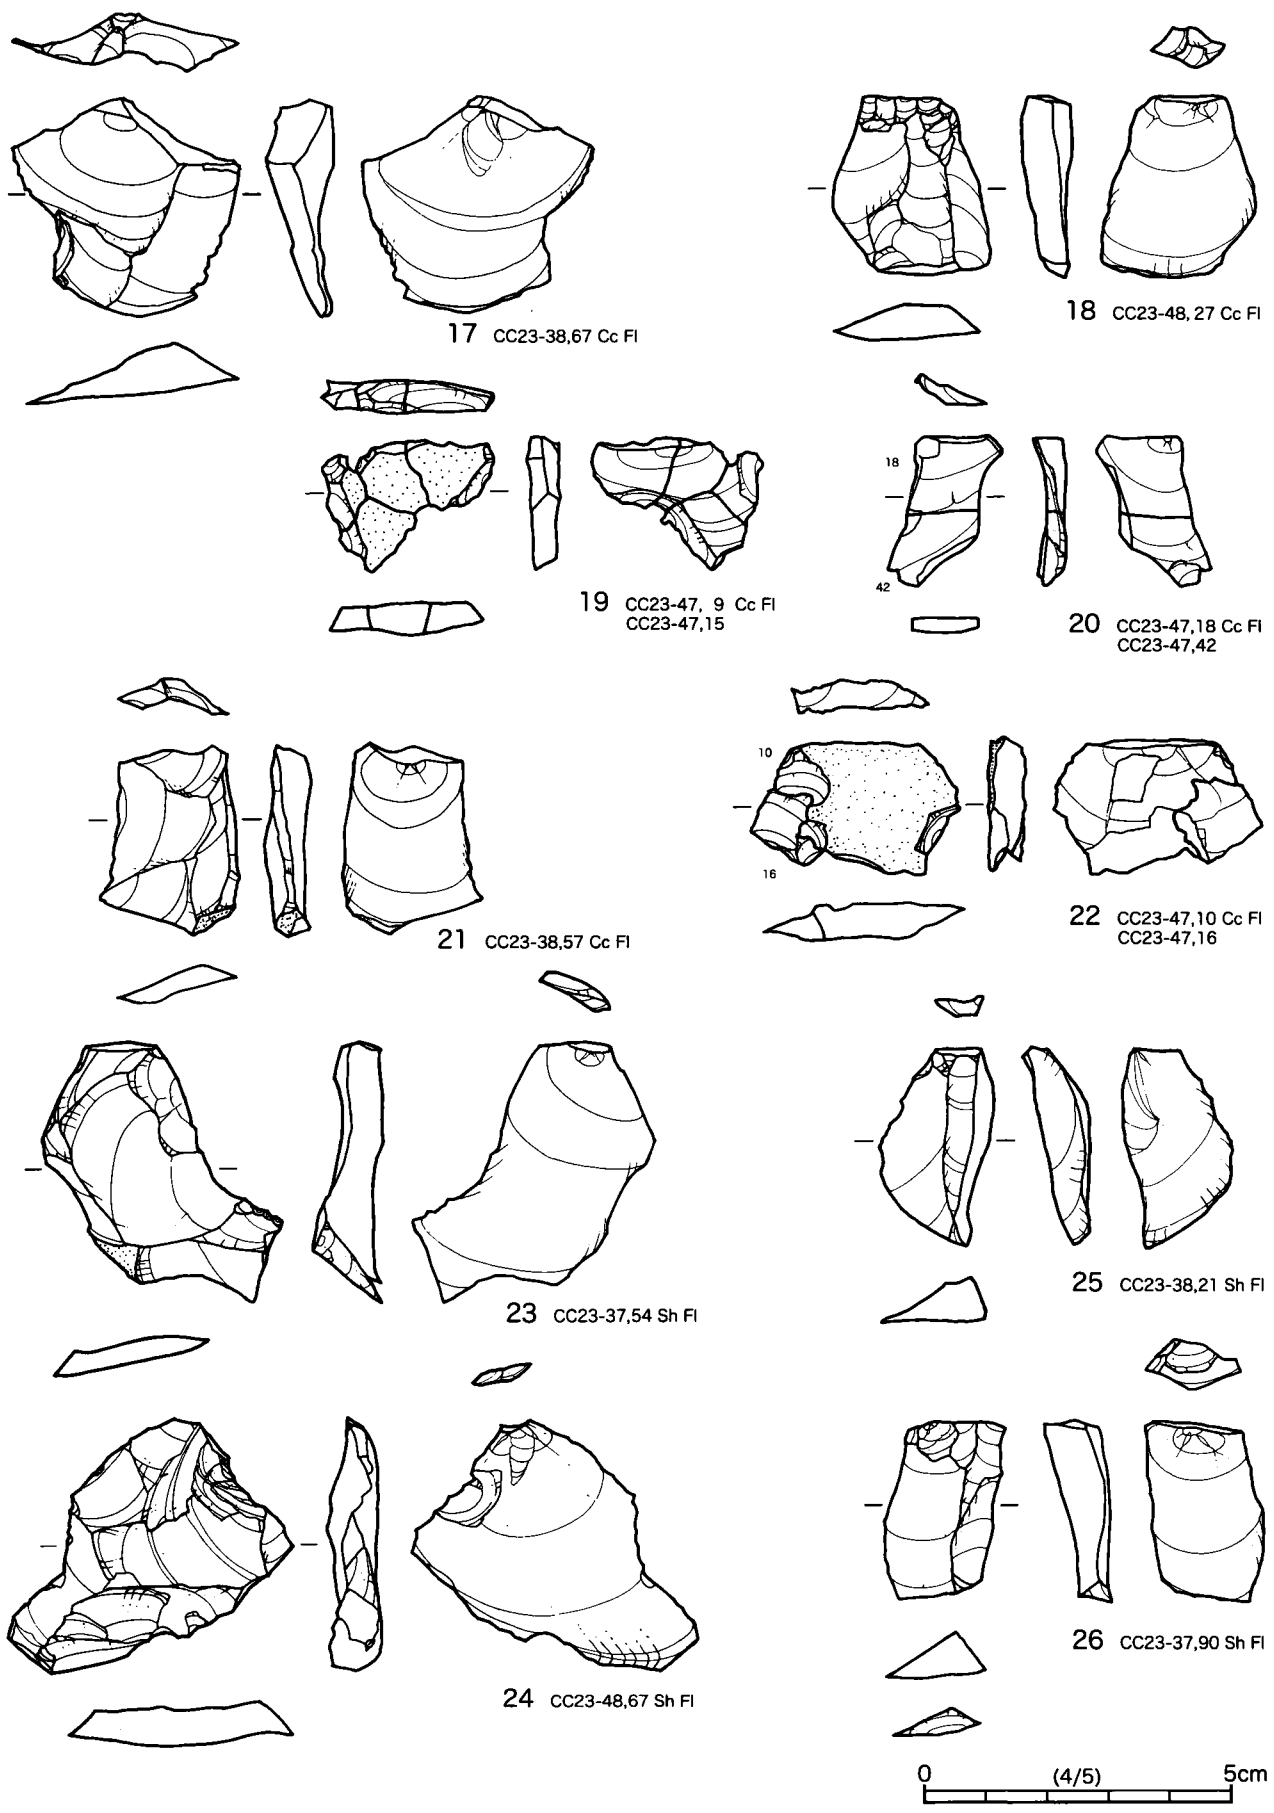 17 CC23-38,67 Cc Fl
18 CC23-48,27 Cc Fl
18
42
19 CC23-47, 9 Cc Fl
CC23-47,15
20 CC23-47,18 Cc Fl
CC23-47,42
10
16
21 CC23-38,57 Cc Fl
22 CC23-47,10 Cc Fl
CC23-47,16
23 CC23-37,54 Sh Fl
25 CC23-38,21 Sh Fl
24 CC23-48,67 Sh Fl
26 CC23-37,90 Sh Fl
0 (4/5) 5cm